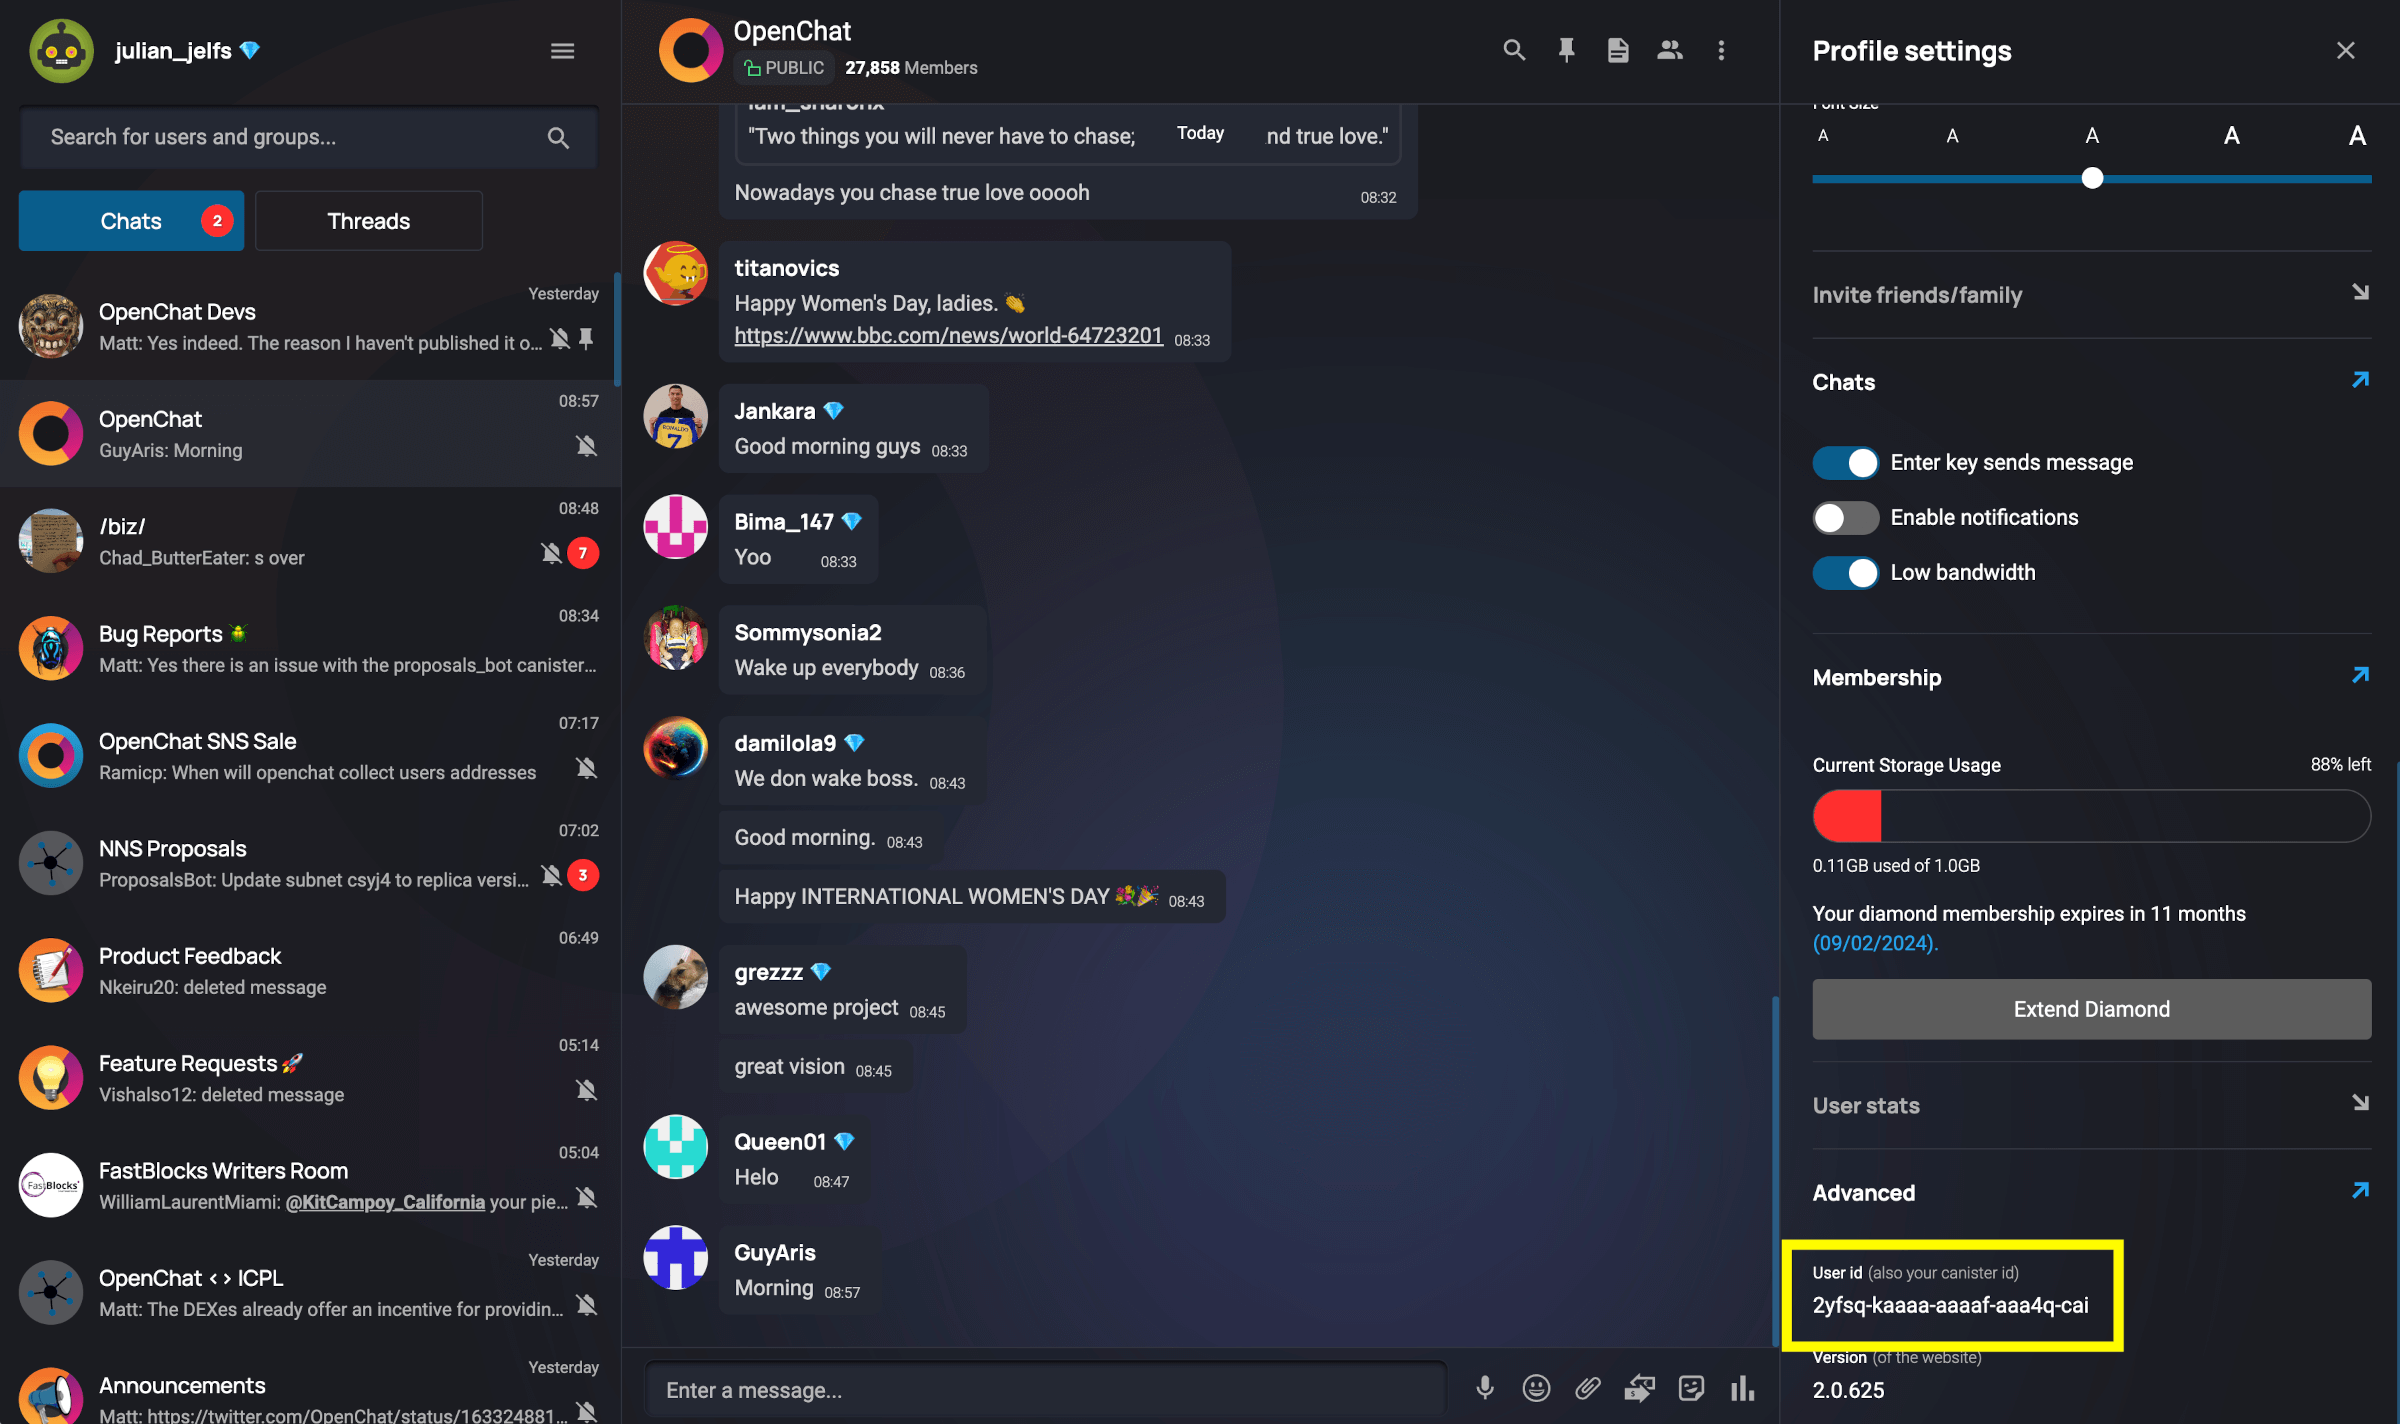 julian_jelfs
Search for users and groups...
Chats 2
Threads
OpenChat Devs
Yesterday
Matt: Yes indeed. The reason I haven't published it o...
OpenChat
08:57
GuyAris: Morning
/biz/
08:48
Chad_ButterEater: s over
7
Bug Reports
08:34
Matt: Yes there is an issue with the proposals_bot canister...
OpenChat SNS Sale
07:17
Ramicp: When will openchat collect users addresses
NNS Proposals
07:02
ProposalsBot: Update subnet csyj4 to replica versi...
3
Product Feedback
06:49
Nkeiru20: deleted message
Feature Requests 🚀
05:14
Vishalso12: deleted message
FastBlocks
FastBlocks Writers Room
05:04
WilliamLaurentMiami: @KitCampoy_California your pie...
OpenChat <> ICPL
Yesterday
Matt: The DEXes already offer an incentive for providin...
Announcements
Yesterday
Matt: https://twitter.com/OpenChat/status/163324881...
OpenChat
PUBLIC 27,858 Members
"Two things you will never have to chase;
Today
nd true love."
Nowadays you chase true love ooooh
08:32
titanovics
Happy Women's Day, ladies. 👏
https://www.bbc.com/news/world-64723201 08:33
RONALDO
7
Jankara
Good morning guys 08:33
Bima_147
Yoo 08:33
Sommysonia2
Wake up everybody 08:36
damilola9
We don wake boss. 08:43
Good morning. 08:43
Happy INTERNATIONAL WOMEN'S DAY 💐🎉 08:43
grezzz
awesome project 08:45
great vision 08:45
Queen01
Helo 08:47
GuyAris
Morning 08:57
Enter a message...
Profile settings
Font Size
A A A A A
Invite friends/family
Chats
Enter key sends message
Enable notifications
Low bandwidth
Membership
Current Storage Usage
88% left
0.11GB used of 1.0GB
Your diamond membership expires in 11 months
(09/02/2024).
Extend Diamond
User stats
Advanced
User id (also your canister id)
2yfsq-kaaaa-aaaaf-aaa4q-cai
Version (of the website)
2.0.625